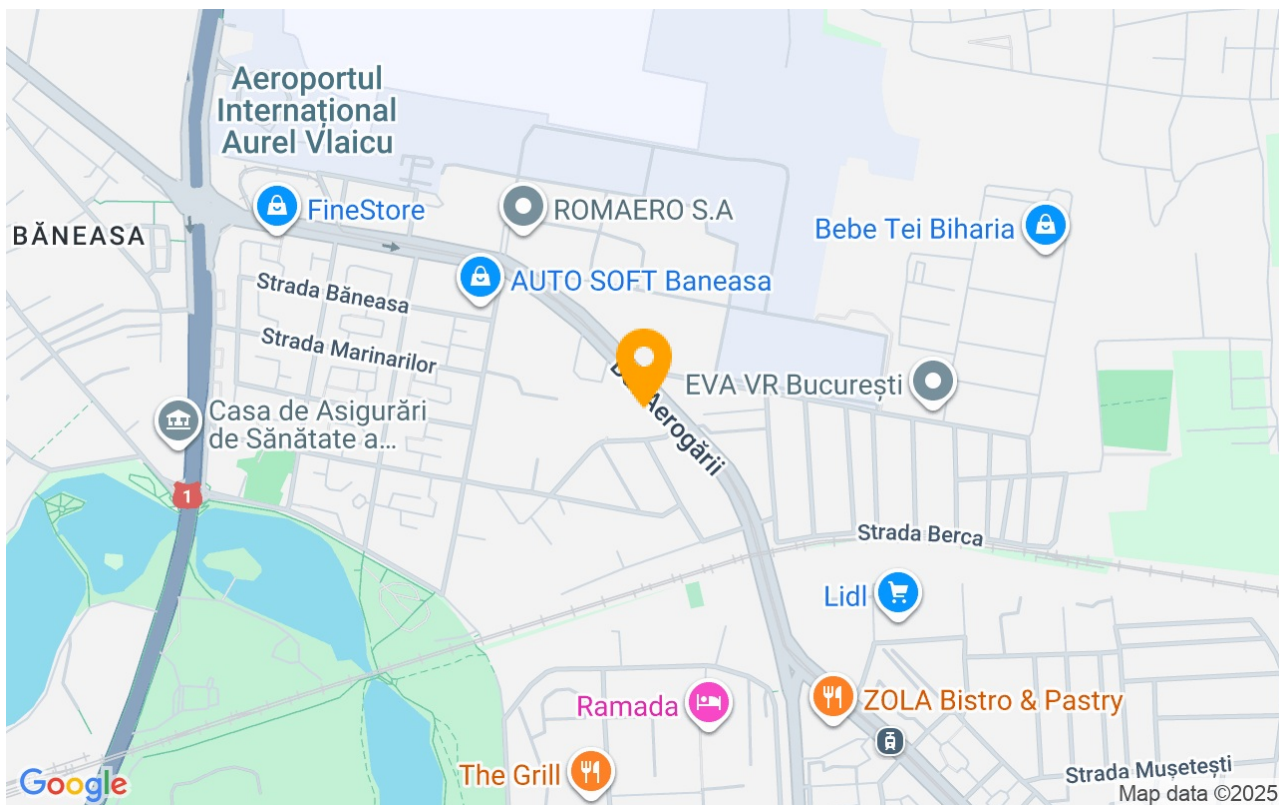 Aeroportul
Internațional
Aurel Vlaicu
FineStore
ROMAERO S.A
BĂNEASA
Bebe Tei Biharia
AUTO SOFT Baneasa
Strada Băneasa
Strada Marinarilor
EVA VR București
Aerogării
Casa de Asigurări
de Sănătate a...
1
Strada Berca
Lidl
Ramada
ZOLA Bistro & Pastry
The Grill
Strada Mușetești
Google
Map data ©2025